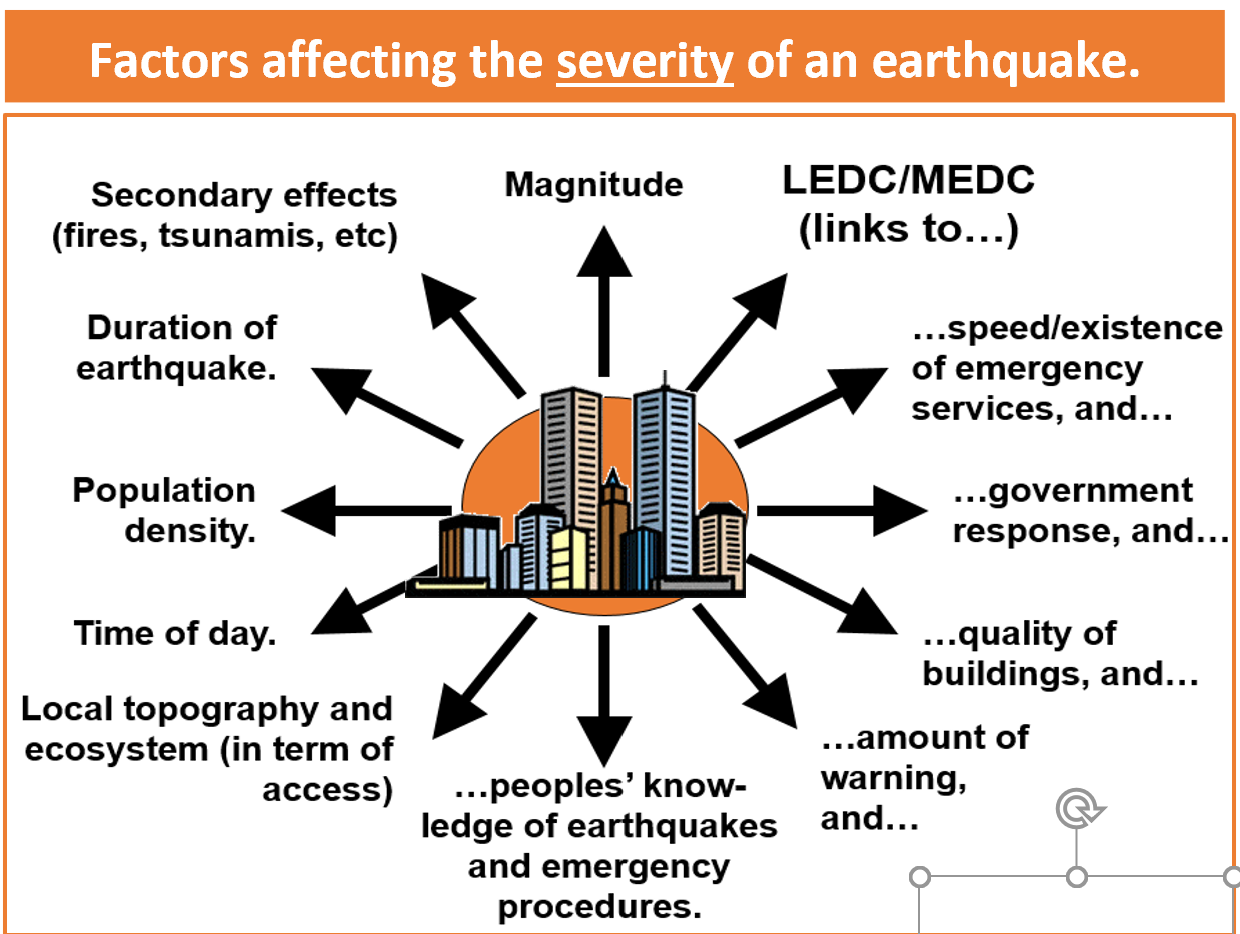 Factors affecting the severity of an earthquake.
Magnitude
LEDC/MEDC
(links to…)
…speed/existence
of emergency
services, and…
…government
response, and…
…quality of
buildings, and…
…amount of
warning,
and…
…peoples’ know-
ledge of earthquakes
and emergency
procedures.
Local topography and
ecosystem (in term of
access)
Time of day.
Population
density.
Duration of
earthquake.
Secondary effects
(fires, tsunamis, etc)